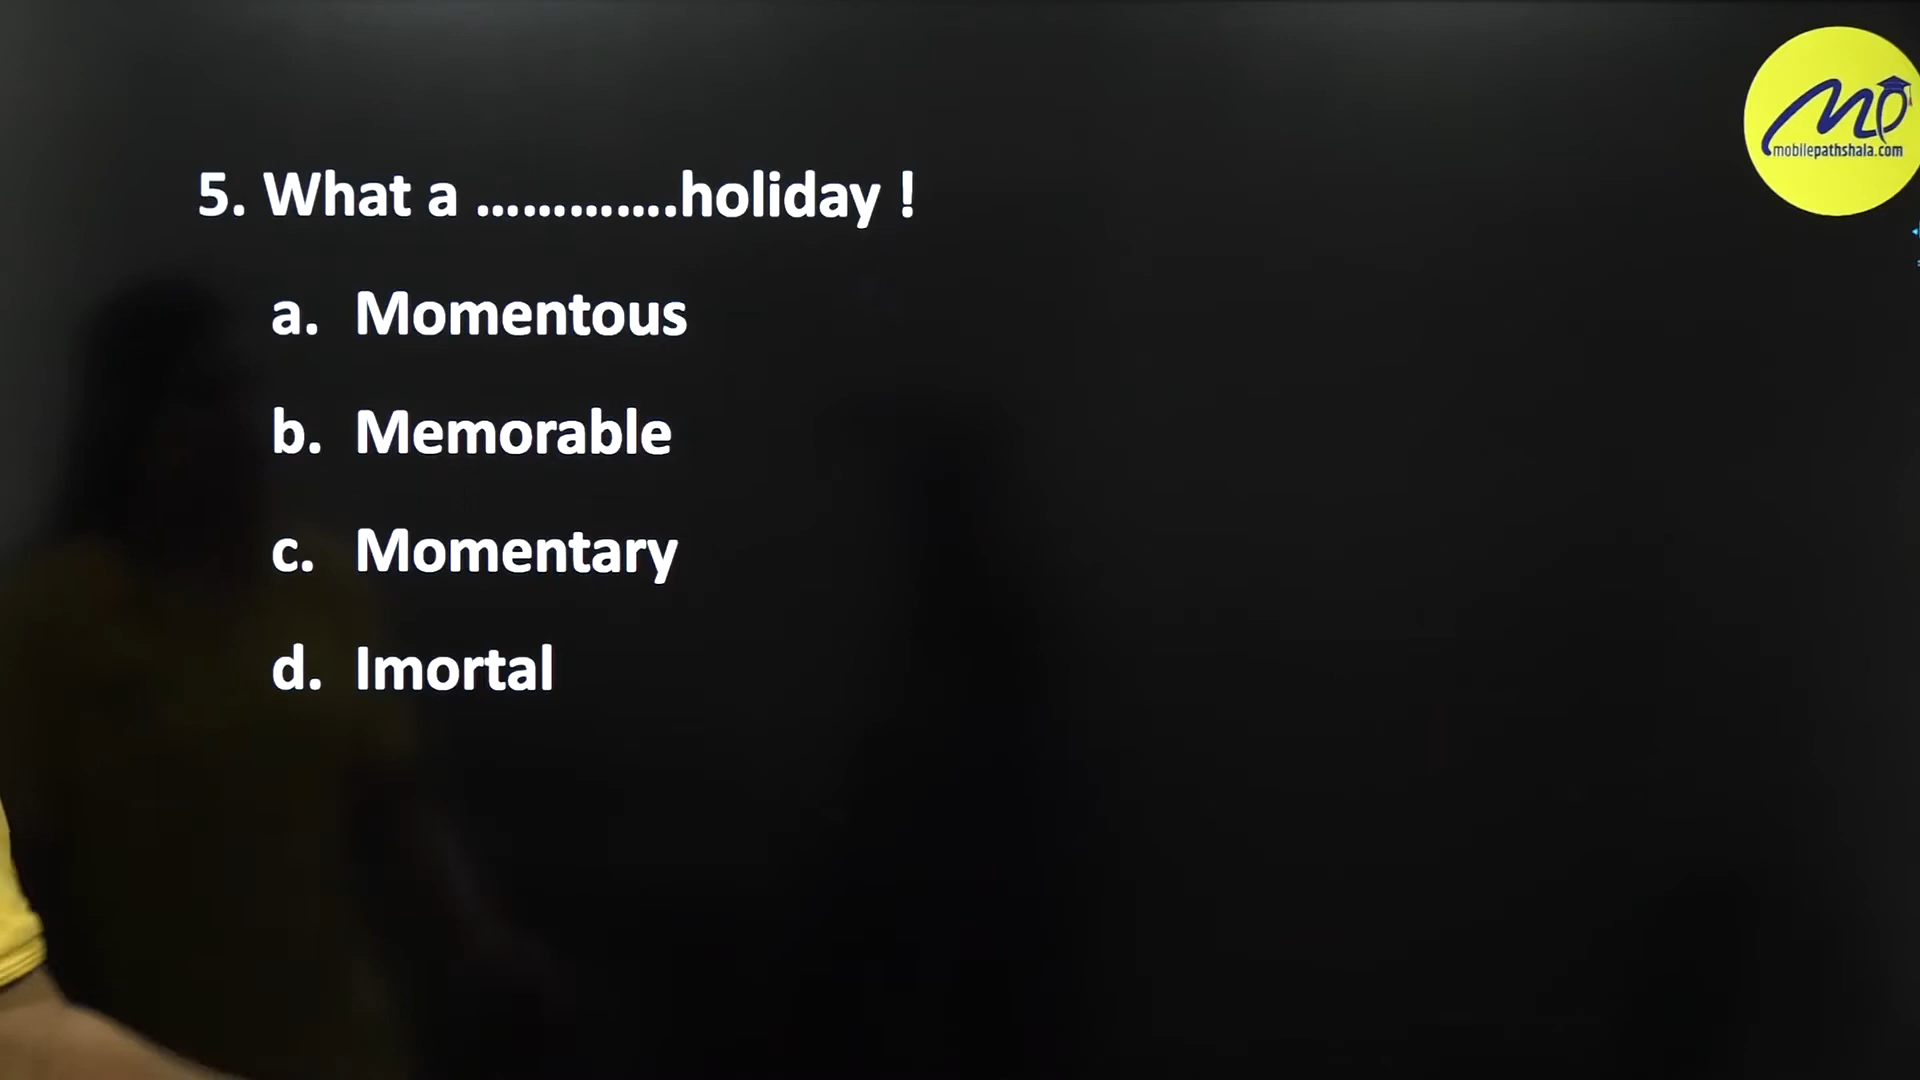 mobilepathshala.com
5. What a ………….holiday !
a. Momentous
b. Memorable
c. Momentary
d. Imortal